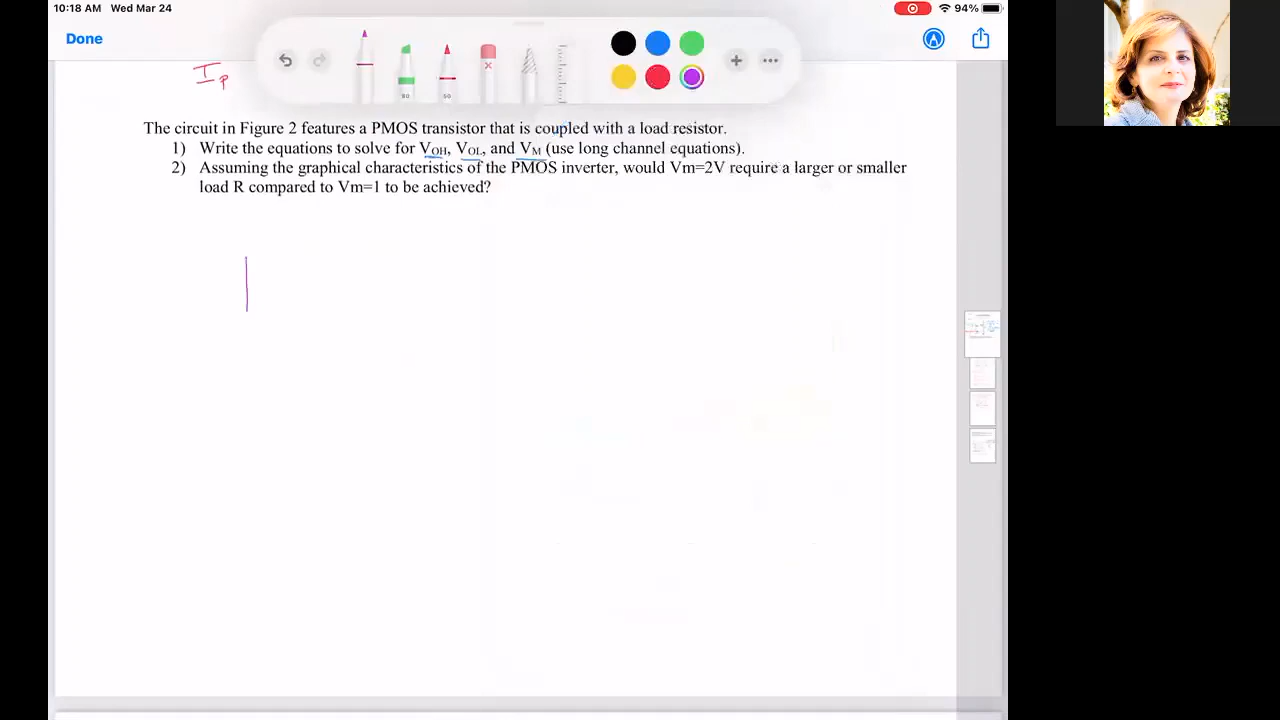 10:18 AM Wed Mar 24
94%
Done
80
50
Ip
The circuit in Figure 2 features a PMOS transistor that is coupled with a load resistor.
1) Write the equations to solve for VOH, VOL, and VM (use long channel equations).
2) Assuming the graphical characteristics of the PMOS inverter, would Vm=2V require a larger or smaller
load R compared to Vm=1 to be achieved?